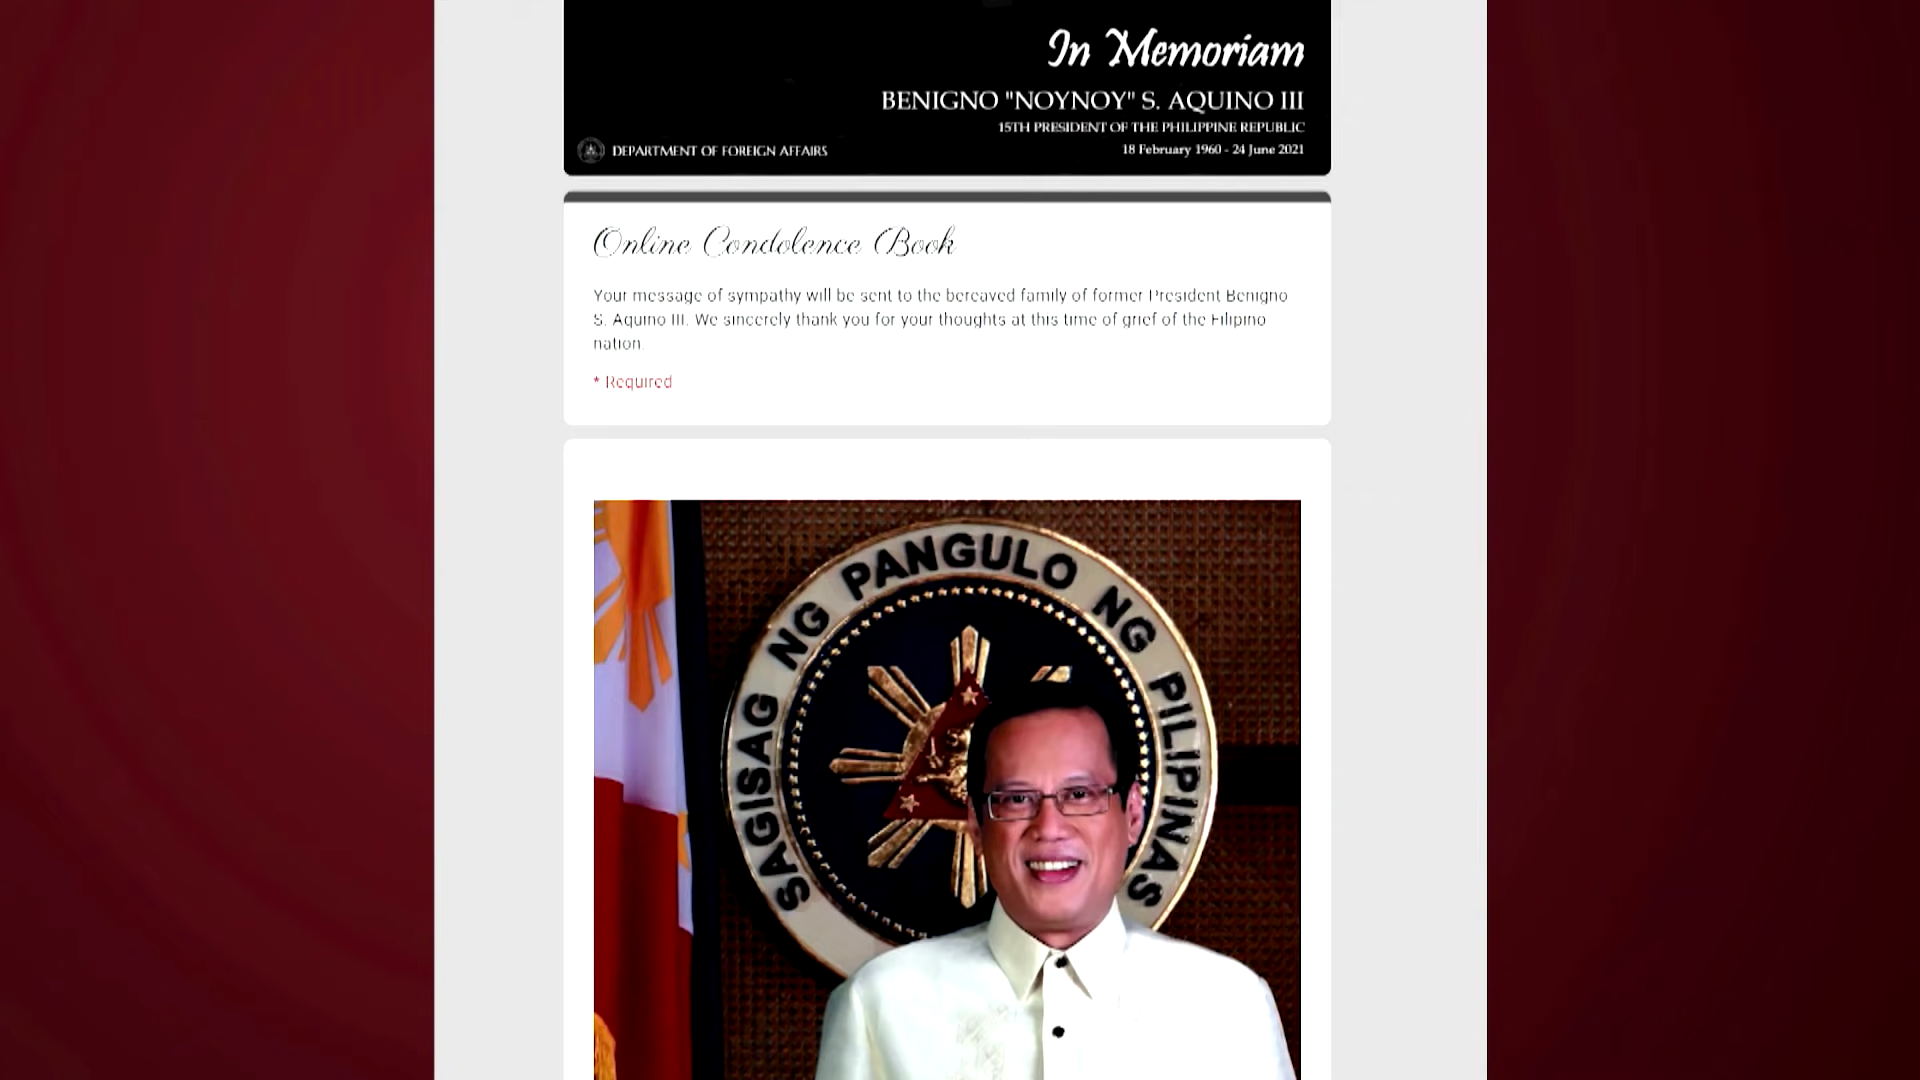 In Memoriam
BENIGNO "NOYNOY" S. AQUINO III
15TH PRESIDENT OF THE PHILIPPINE REPUBLIC
DEPARTMENT OF FOREIGN AFFAIRS
18 February 1960 - 24 June 2021
Online Condolence Book
Your message of sympathy will be sent to the bereaved family of former President Benigno
S. Aquino III. We sincerely thank you for your thoughts at this time of grief of the Filipino
nation.
* Required
SAGISAG NG PANGULO NG PILIPINAS